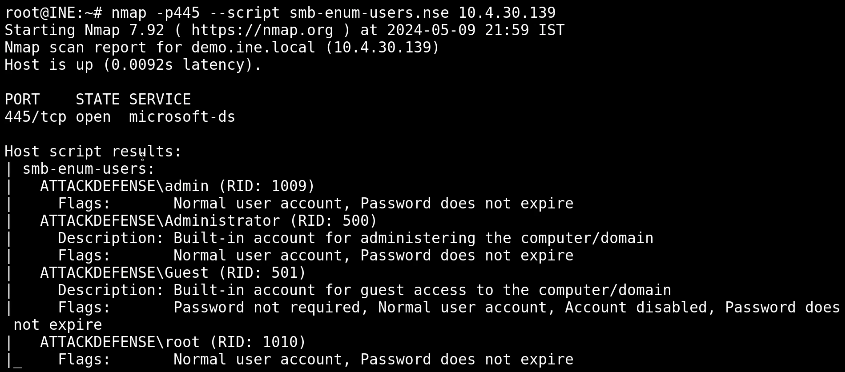 root@INE:~# nmap -p445 --script smb-enum-users.nse 10.4.30.139
Starting Nmap 7.92 ( https://nmap.org ) at 2024-05-09 21:59 IST
Nmap scan report for demo.ine.local (10.4.30.139)
Host is up (0.0092s latency).

PORT    STATE SERVICE
445/tcp open  microsoft-ds

Host script results:
| smb-enum-users:
|   ATTACKDEFENSE\admin (RID: 1009)
|     Flags:       Normal user account, Password does not expire
|   ATTACKDEFENSE\Administrator (RID: 500)
|     Description: Built-in account for administering the computer/domain
|     Flags:       Normal user account, Password does not expire
|   ATTACKDEFENSE\Guest (RID: 501)
|     Description: Built-in account for guest access to the computer/domain
|     Flags:       Password not required, Normal user account, Account disabled, Password does
 not expire
|   ATTACKDEFENSE\root (RID: 1010)
|_    Flags:       Normal user account, Password does not expire